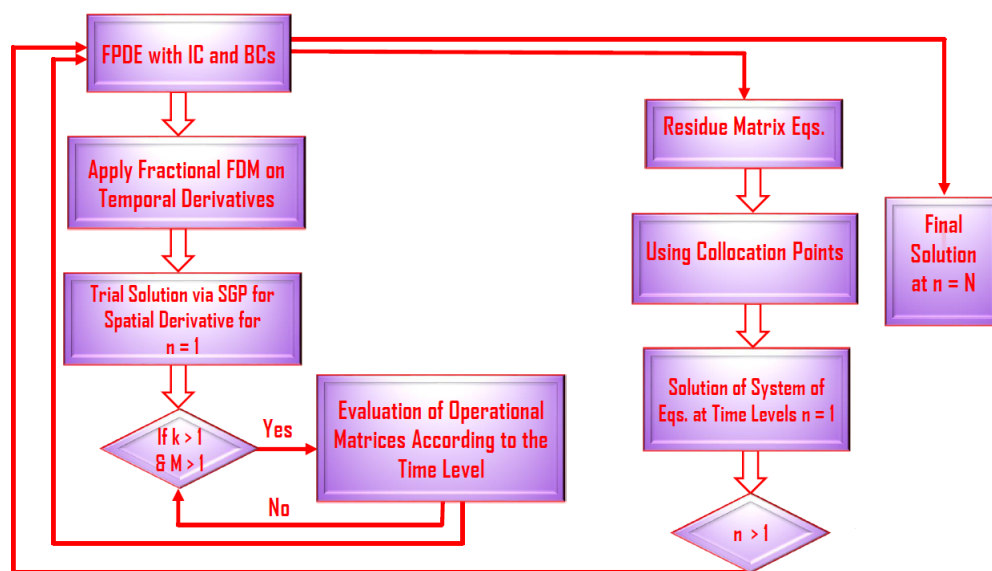 FPDE with IC and BCs
Apply Fractional FDM on
Temporal Derivatives
Trial Solution via SGP for
Spatial Derivative for
n = 1
If k > 1
& M > 1
Yes
No
Evaluation of Operational
Matrices According to the
Time Level
Residue Matrix Eqs.
Using Collocation Points
Solution of System of
Eqs. at Time Levels n = 1
n > 1
Final
Solution
at n = N